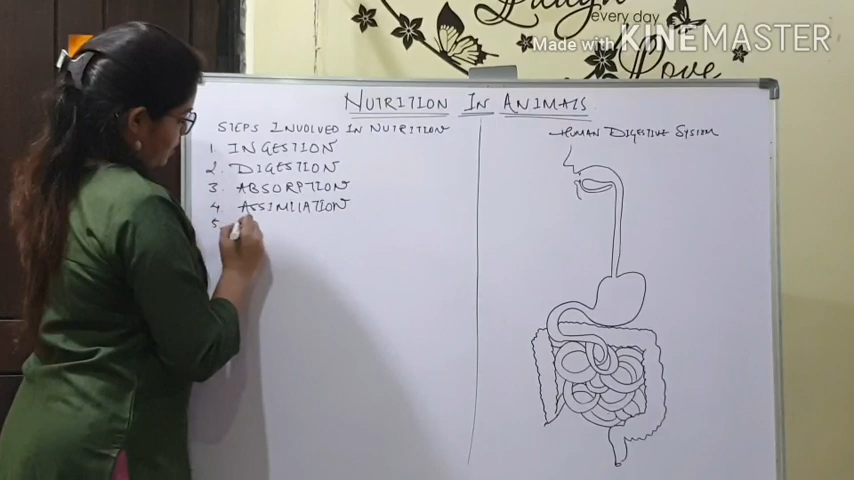 every day
Made with KINEMASTER
Love
NUTRITION IN ANIMALS
STEPS INVOLVED IN NUTRITION
1. INGESTION
2. DIGESTION
3. ABSORPTION
4. ASSIMILATION
5
HUMAN DIGESTIVE SYSTEM